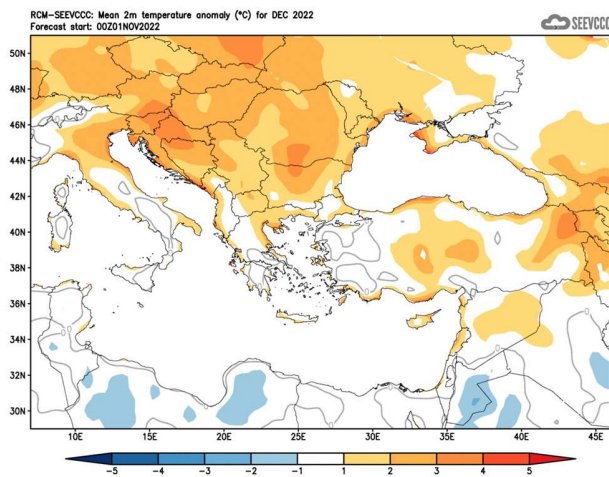 RCM-SEEVCCC: Mean 2m temperature anomaly (°C) for DEC 2022
Forecast start: 00Z01NOV2022
SEEVCCC
50N
48N
46N
44N
42N
40N
38N
36N
34N
32N
30N
10E 15E 20E 25E 30E 35E 40E 45E
-5 -4 -3 -2 -1 1 2 3 4 5